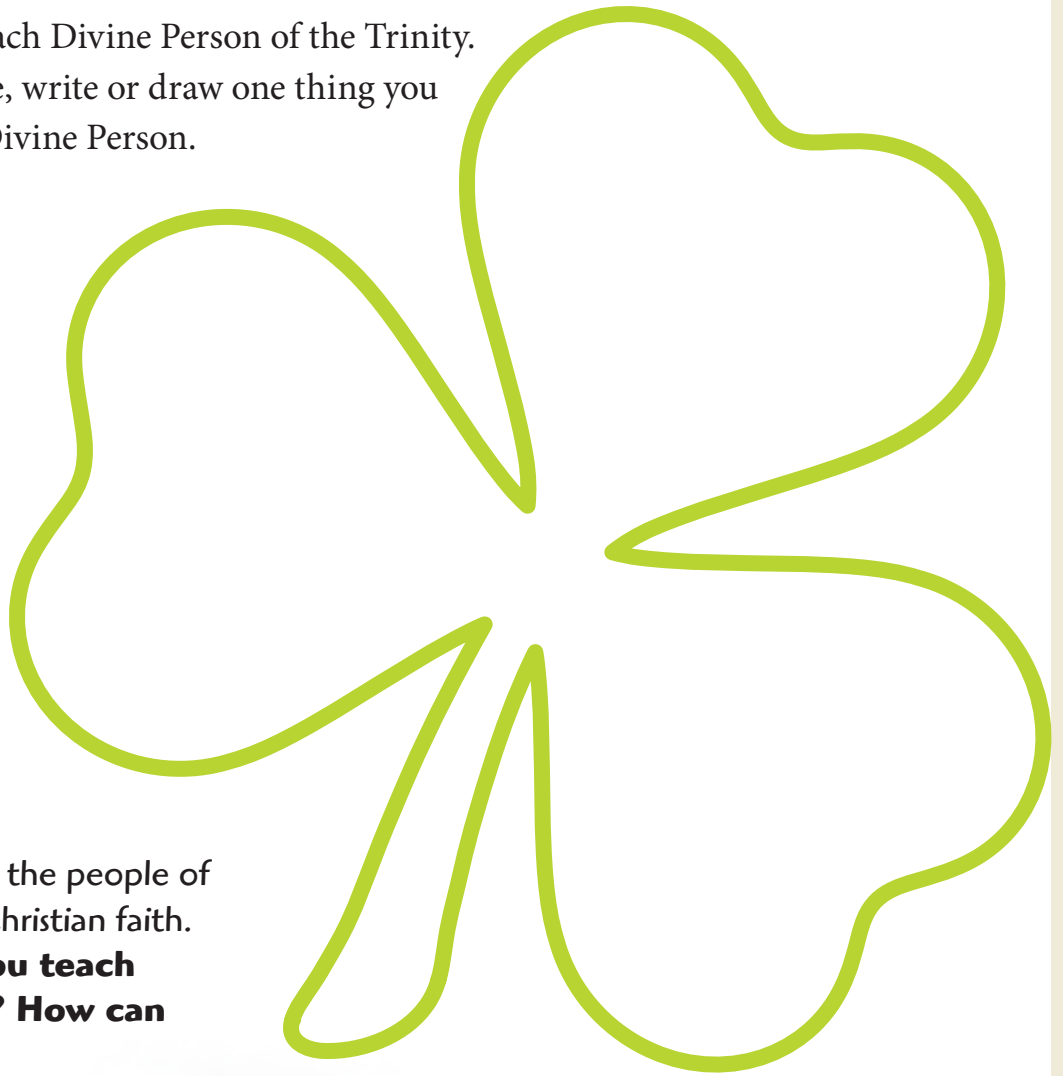 ach Divine Person of the Trinity.
e, write or draw one thing you
Divine Person.
the people of
hristian faith.
ou teach
? How can